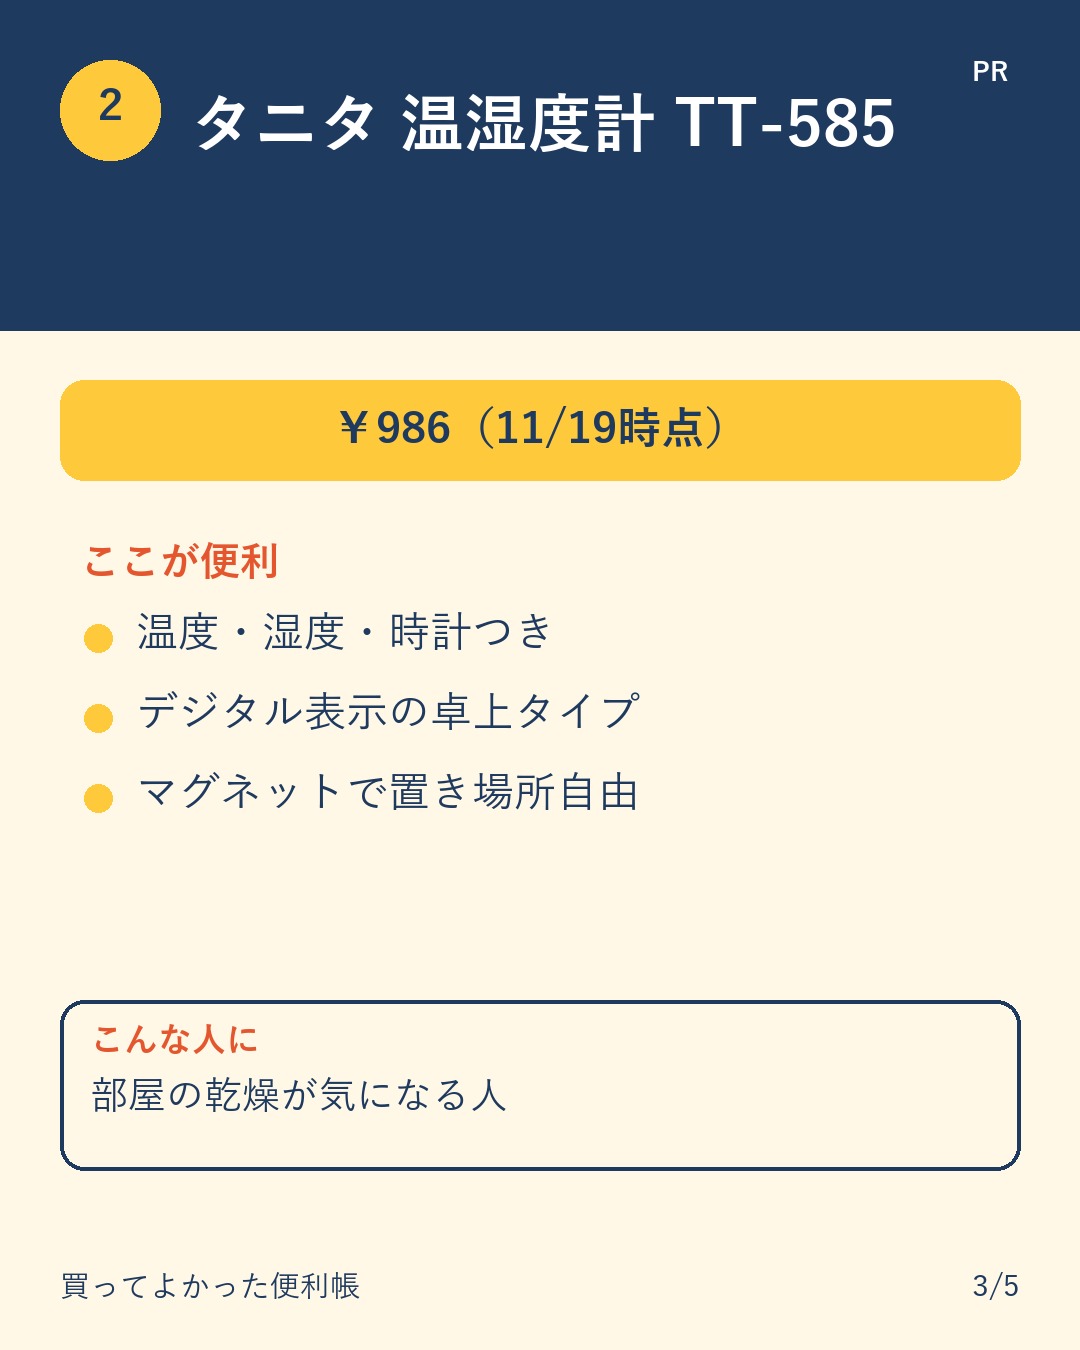 PR
2
タニタ 温湿度計 TT-585
￥986（11/19時点）
ここが便利
温度・湿度・時計つき
デジタル表示の卓上タイプ
マグネットで置き場所自由
こんな人に
部屋の乾燥が気になる人
買ってよかった便利帳
3/5